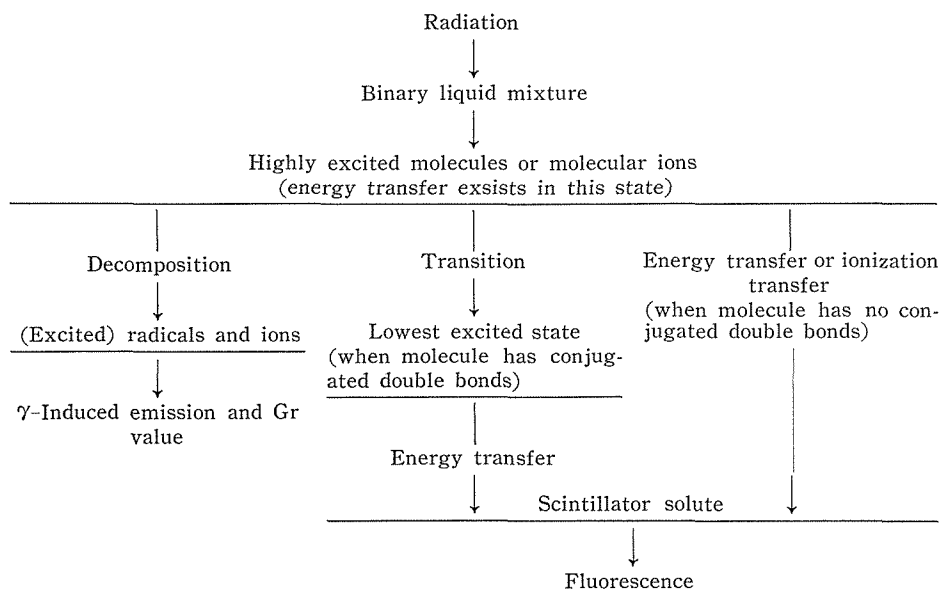 Radiation
Binary liquid mixture
Highly excited molecules or molecular ions
(energy transfer exsists in this state)
Decomposition
(Excited) radicals and ions
γ-Induced emission and Gr
value
Transition
Lowest excited state
(when molecule has conjug-
ated double bonds)
Energy transfer
Energy transfer or ionization
transfer
(when molecule has no con-
jugated double bonds)
Scintillator solute
Fluorescence